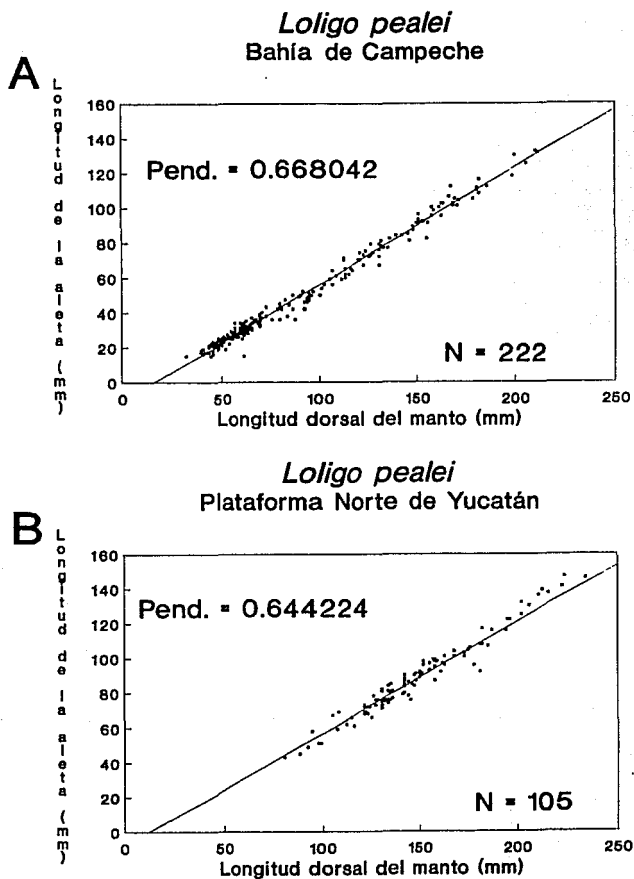 Loligo pealei
Bahía de Campeche
A
Longitud de la aleta (mm)
160
140
120
100
80
60
40
20
0
Pend. = 0.668042
N = 222
0 50 100 150 200 250
Longitud dorsal del manto (mm)
Loligo pealei
Plataforma Norte de Yucatán
B
Longitud de la aleta (mm)
160
140
120
100
80
60
40
20
0
Pend. = 0.644224
N = 105
0 50 100 150 200 250
Longitud dorsal del manto (mm)